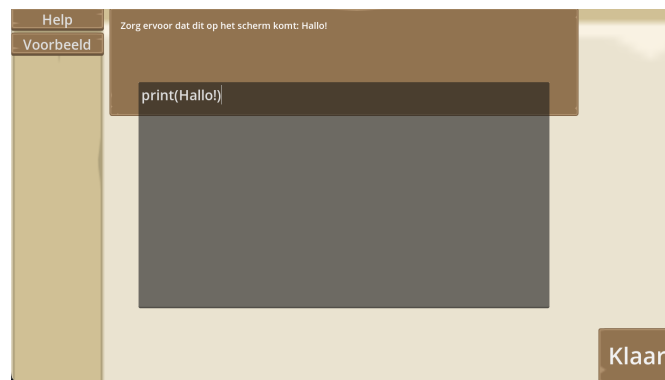 Help
Voorbeeld
Zorg ervoor dat dit op het scherm komt: Hallo!
print(Hallo!)
Klaar